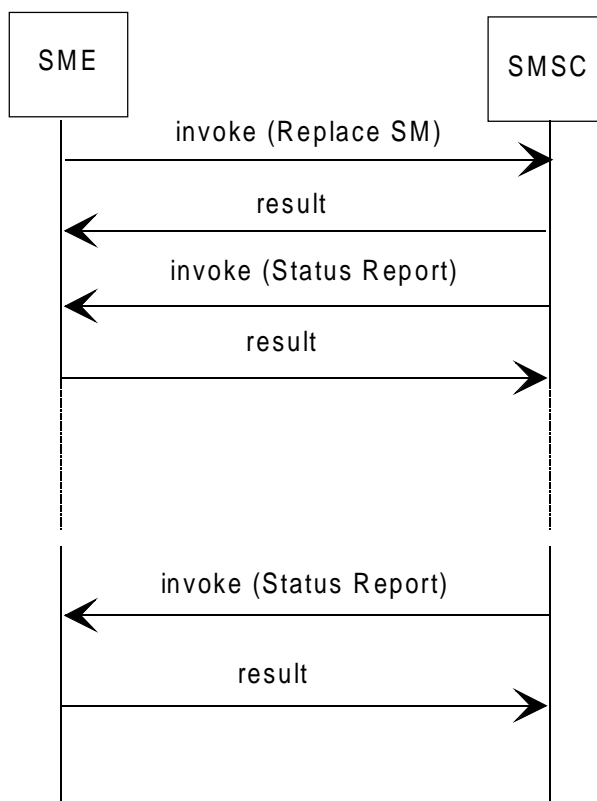 SME
SMSC
invoke (Replace SM)
result
invoke (Status Report)
result
invoke (Status Report)
result